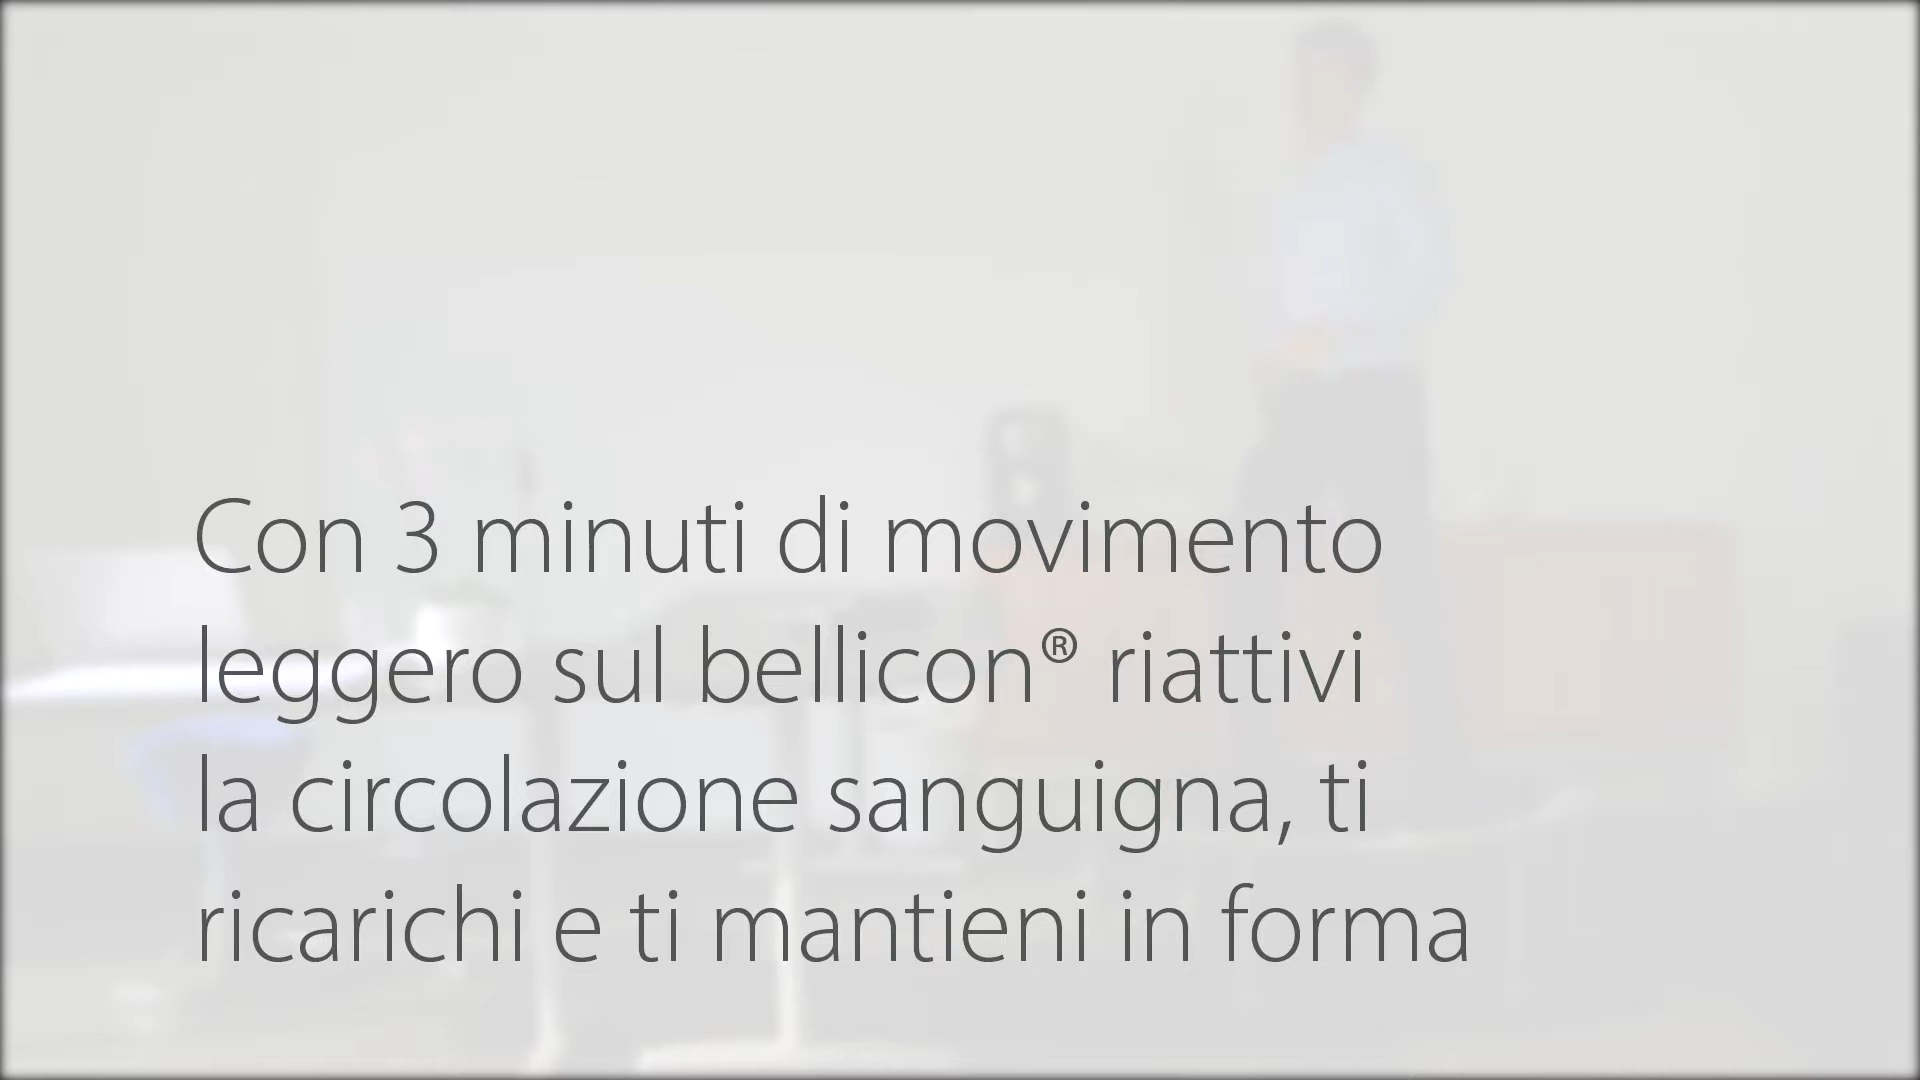 Con 3 minuti di movimento
leggero sul bellicon® riattivi
la circolazione sanguigna, ti
ricarichi e ti mantieni in forma